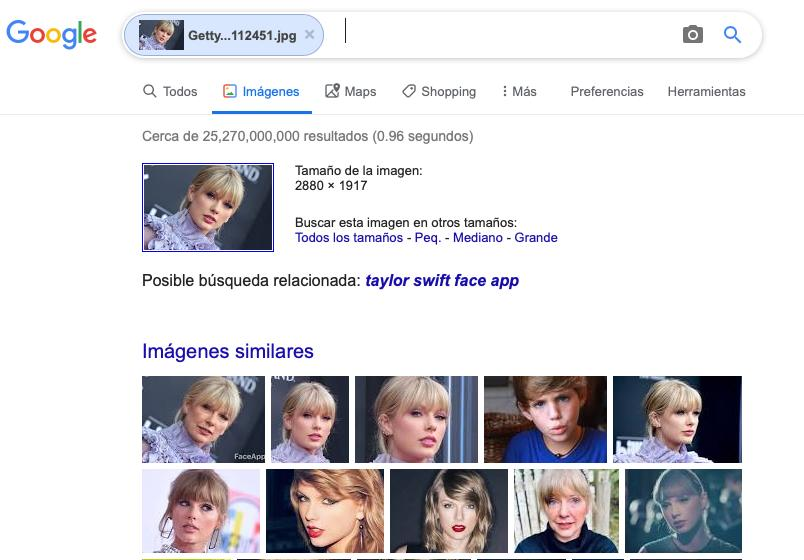 Google
Getty...112451.jpg ×
Todos Imágenes Maps Shopping Más Preferencias Herramientas
Cerca de 25,270,000,000 resultados (0.96 segundos)
Tamaño de la imagen:
2880 × 1917
Buscar esta imagen en otros tamaños:
Todos los tamaños - Peq. - Mediano - Grande
Posible búsqueda relacionada: taylor swift face app
Imágenes similares
FaceApp